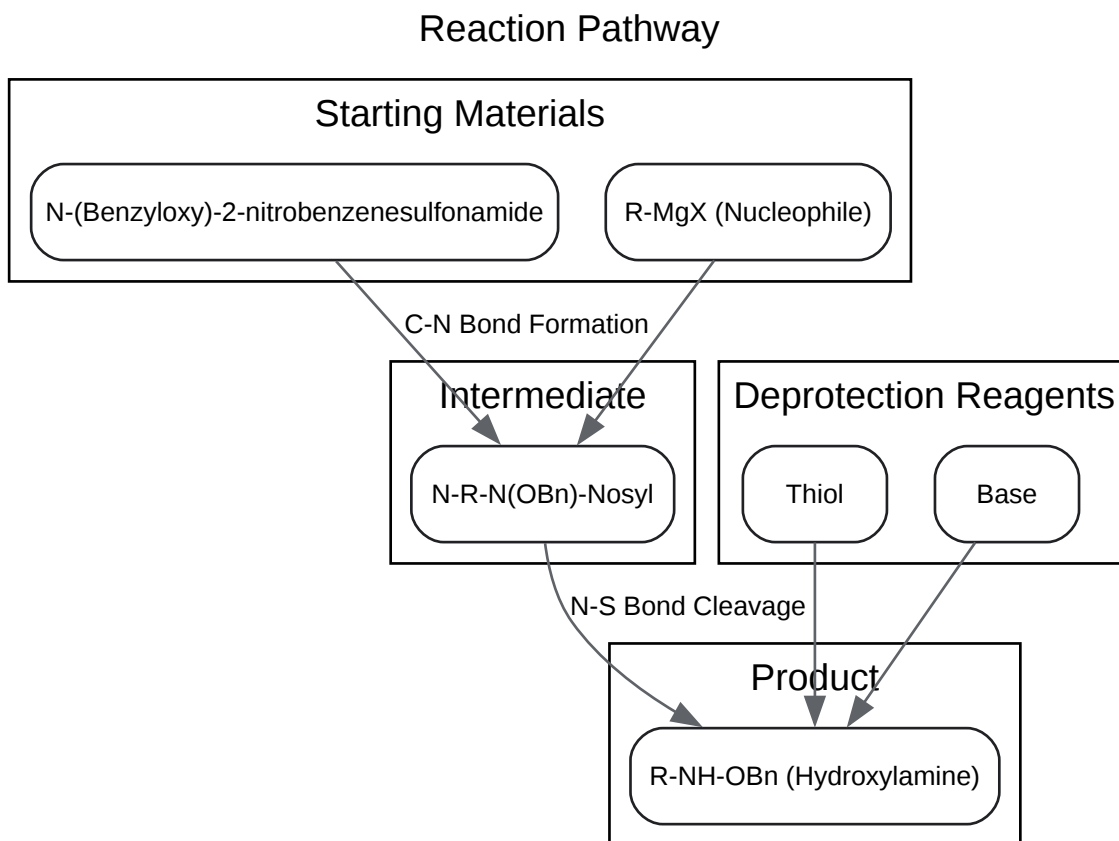 Reaction Pathway
Starting Materials
N-(Benzyloxy)-2-nitrobenzenesulfonamide
R-MgX (Nucleophile)
C-N Bond Formation
Intermediate
Deprotection Reagents
N-R-N(OBn)-Nosyl
Thiol
Base
N-S Bond Cleavage
Product
R-NH-OBn (Hydroxylamine)